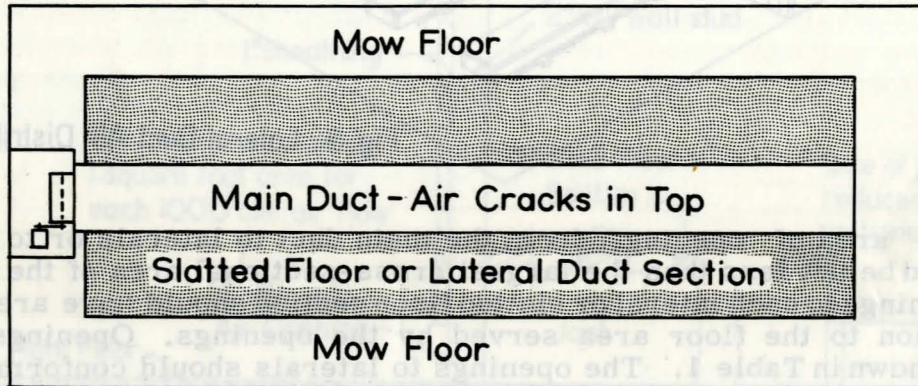 Mow Floor
Main Duct-Air Cracks in Top
Slatted Floor or Lateral Duct Section
Mow Floor